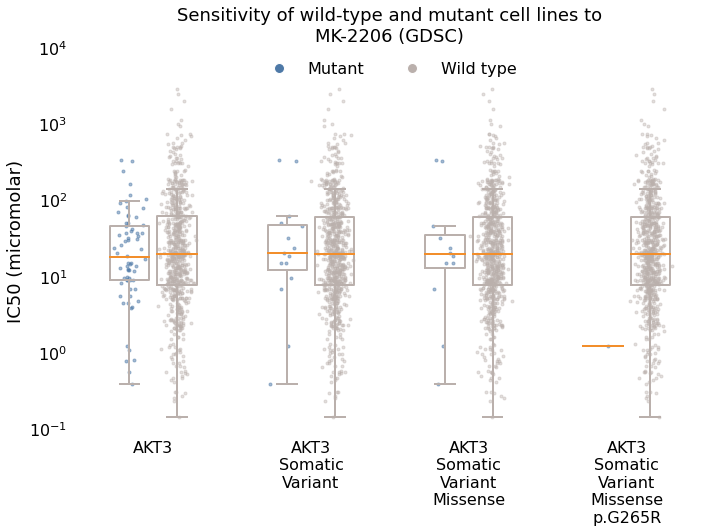 Sensitivity of wild-type and mutant cell lines to
MK-2206 (GDSC)
Mutant
Wild type
IC50 (micromolar)
10⁴
10³
10²
10¹
10⁰
10⁻¹
AKT3
AKT3
Somatic
Variant
AKT3
Somatic
Variant
Missense
AKT3
Somatic
Variant
Missense
p.G265R